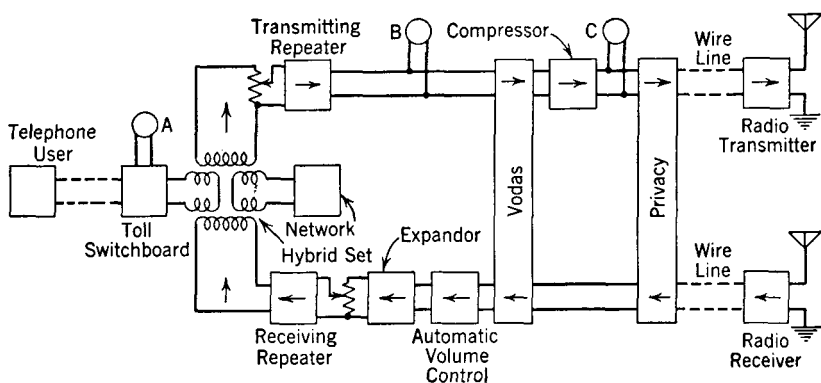 Transmitting
Repeater
B
Compressor
C
Wire
Line
Telephone
User
A
Radio
Transmitter
Toll
Switchboard
Network
Hybrid Set
Vodas
Privacy
Expandor
Wire
Line
Receiving
Repeater
Automatic
Volume
Control
Radio
Receiver